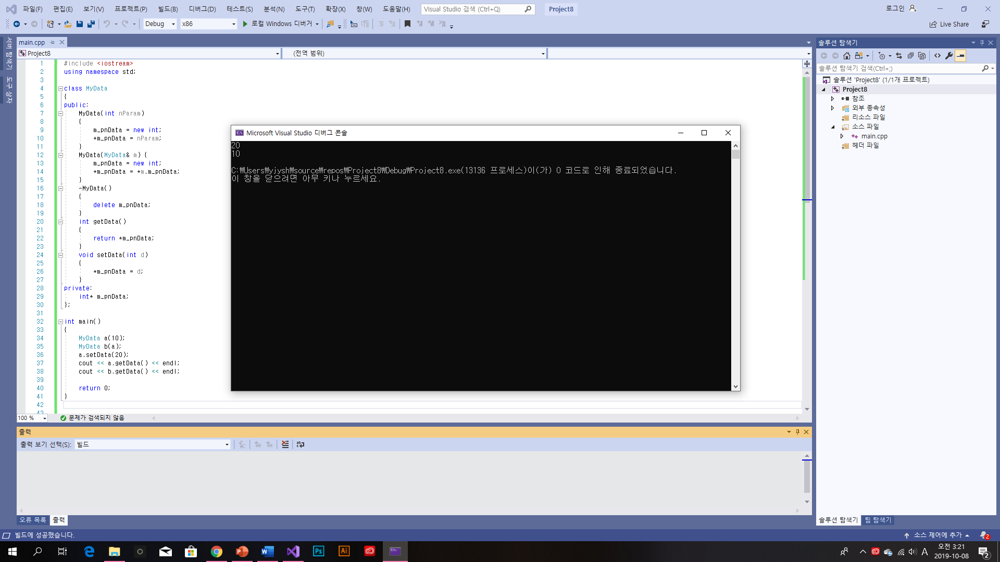 파일(F) 편집(E) 보기(V) 프로젝트(P) 빌드(B) 디버그(D) 테스트(S) 분석(N) 도구(T) 확장(X) 창(W) 도움말(H) Visual Studio 검색 (Ctrl+Q) Project8 로그인
Debug x86 로컬 Windows 디버거 Live Share
서버 탐색기
도구 상자
main.cpp
Project8 (전역 범위)
1 #include <iostream>
2 using namespace std;
3
4 class MyData
5 {
6 public:
7 MyData(int nParam)
8 {
9 m_pnData = new int;
10 *m_pnData = nParam;
11 }
12 MyData(MyData& m) {
13 m_pnData = new int;
14 *m_pnData = *m.m_pnData;
15 }
16 ~MyData()
17 {
18 delete m_pnData;
19 }
20 int getData()
21 {
22 return *m_pnData;
23 }
24 void setData(int d)
25 {
26 *m_pnData = d;
27 }
28 private:
29 int* m_pnData;
30 };
31
32 int main()
33 {
34 MyData a(10);
35 MyData b(a);
36 a.setData(20);
37 cout << a.getData() << endl;
38 cout << b.getData() << endl;
39
40 return 0;
41 }
42
43
100 % 문제가 검색되지 않음
Microsoft Visual Studio 디버그 콘솔
20
10
C:\Users\yiysh\source\repos\Project8\Debug\Project8.exe(13136 프로세스)이(가) 0 코드로 인해 종료되었습니다.
이 창을 닫으려면 아무 키나 누르세요.
출력
출력 보기 선택(S): 빌드
오류 목록 출력
솔루션 탐색기
솔루션 탐색기 검색(Ctrl+;)
솔루션 'Project8' (1/1개 프로젝트)
Project8
참조
외부 종속성
리소스 파일
소스 파일
main.cpp
헤더 파일
솔루션 탐색기 팀 탐색기
빌드에 성공했습니다. 소스 제어에 추가 2
Ps Ai A 오전 3:21
2019-10-08 2